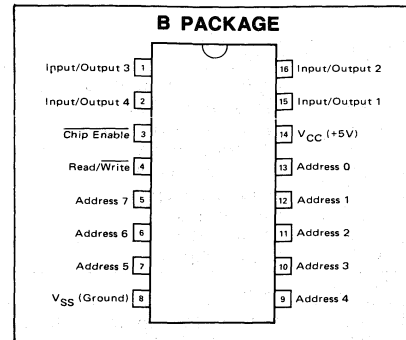 B PACKAGE
Input/Output 3 1
16 Input/Output 2
Input/Output 4 2
15 Input/Output 1
Chip Enable 3
14 VCC (+5V)
Read/Write 4
13 Address 0
Address 7 5
12 Address 1
Address 6 6
11 Address 2
Address 5 7
10 Address 3
VSS (Ground) 8
9 Address 4